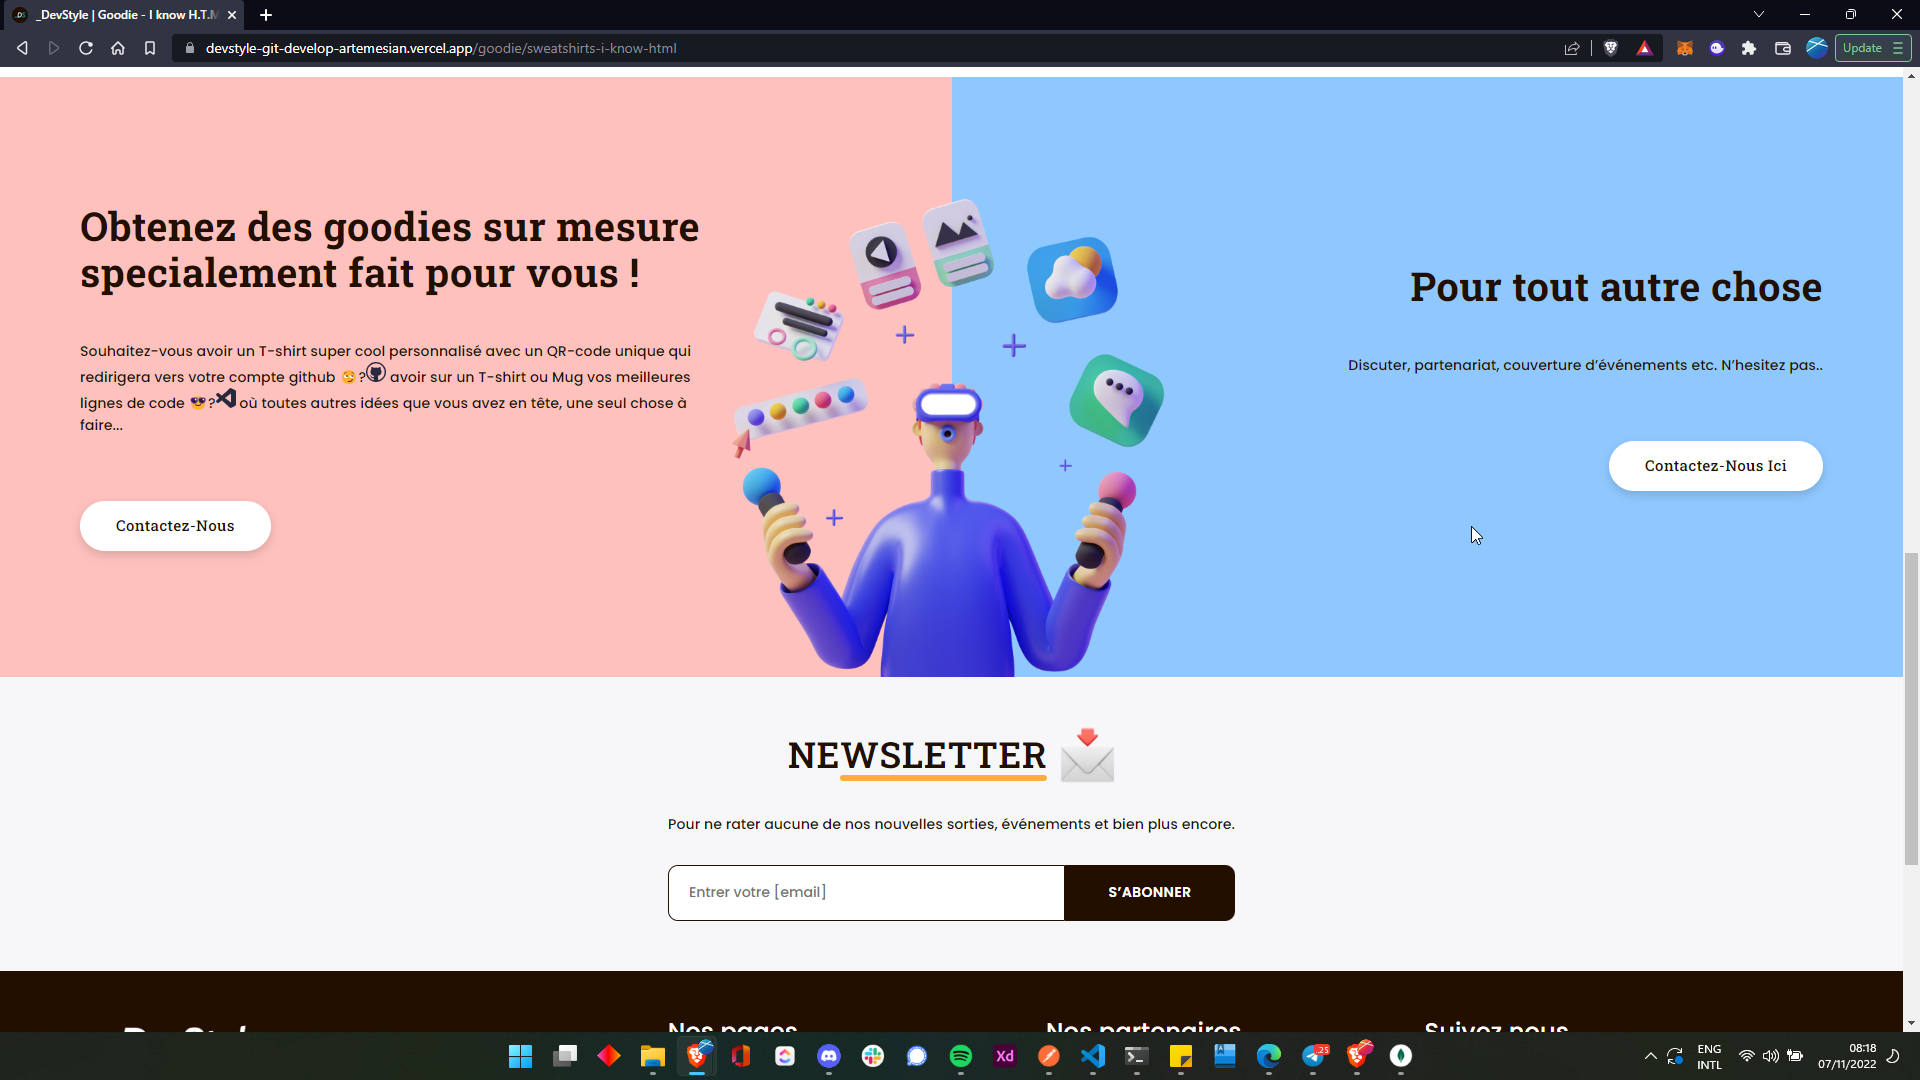 _DevStyle | Goodie - I know H.T.M
devstyle-git-develop-artemesian.vercel.app/goodie/sweatshirts-i-know-html
Update
Obtenez des goodies sur mesure
specialement fait pour vous !
Souhaitez-vous avoir un T-shirt super cool personnalisé avec un QR-code unique qui
redirigera vers votre compte github 🙄? avoir sur un T-shirt ou Mug vos meilleures
lignes de code 😎? où toutes autres idées que vous avez en tête, une seul chose à
faire...
Contactez-Nous
Pour tout autre chose
Discuter, partenariat, couverture d’événements etc. N’hesitez pas..
Contactez-Nous Ici
NEWSLETTER
Pour ne rater aucune de nos nouvelles sorties, événements et bien plus encore.
Entrer votre [email]
S’ABONNER
Nos pages
Nos partenaires
Suivez nous
Xd
25
ENG
INTL
08:18
07/11/2022